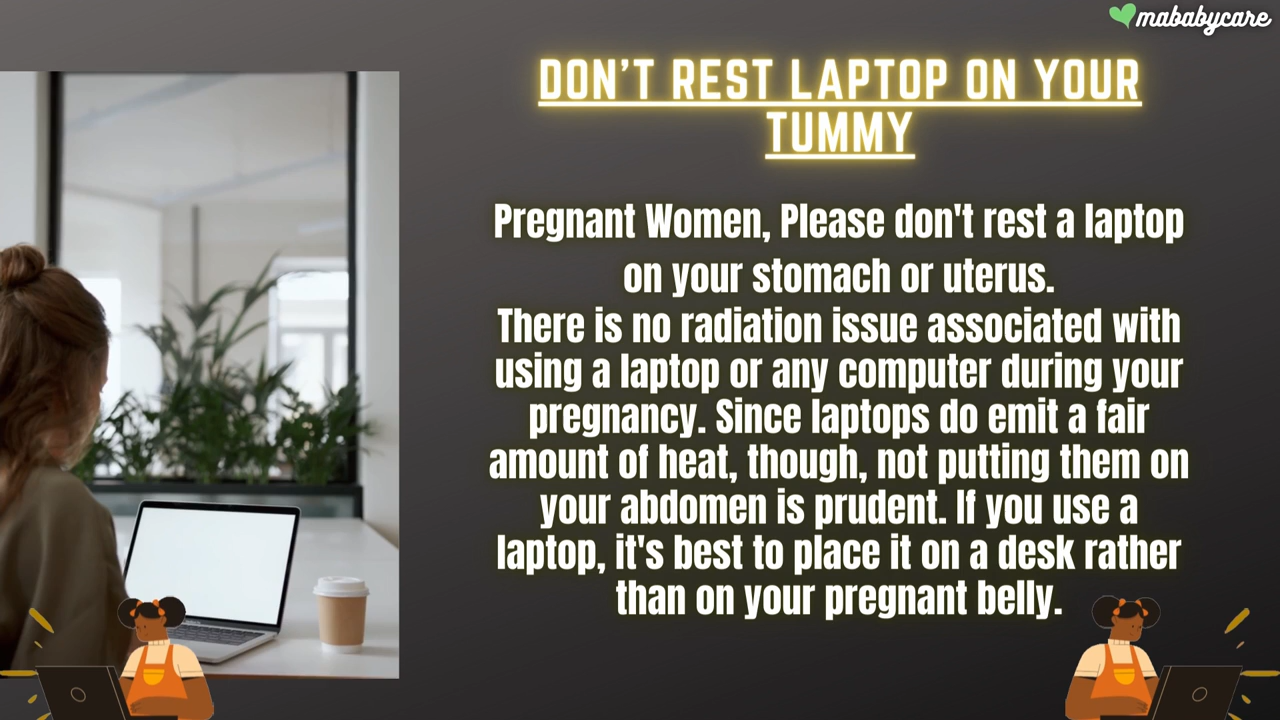 mababycare
DON'T REST LAPTOP ON YOUR
TUMMY
Pregnant Women, Please don't rest a laptop
on your stomach or uterus.
There is no radiation issue associated with
using a laptop or any computer during your
pregnancy. Since laptops do emit a fair
amount of heat, though, not putting them on
your abdomen is prudent. If you use a
laptop, it's best to place it on a desk rather
than on your pregnant belly.